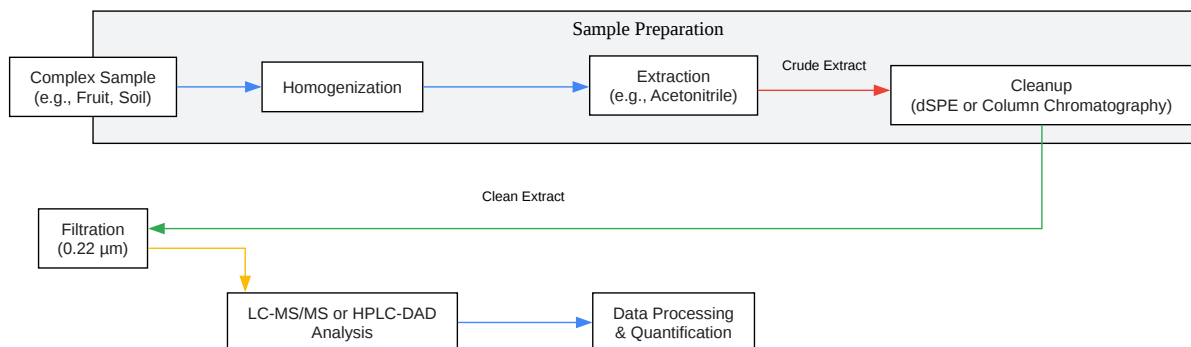 Sample Preparation
Complex Sample
(e.g., Fruit, Soil)
Homogenization
Extraction
(e.g., Acetonitrile)
Crude Extract
Cleanup
(dSPE or Column Chromatography)
Clean Extract
Filtration
(0.22 µm)
LC-MS/MS or HPLC-DAD
Analysis
Data Processing
& Quantification